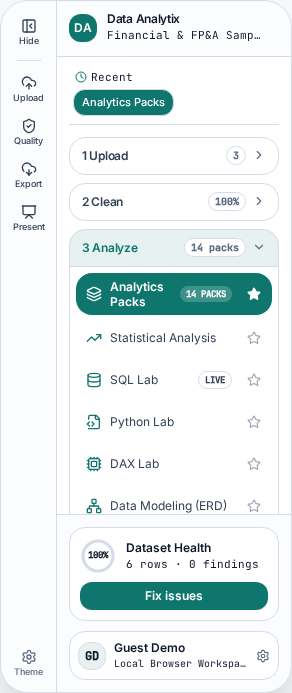 Hide
Upload
Quality
Export
Present
Theme
DA
Data Analytix
Financial & FP&A Samp…
Recent
Analytics Packs
1 Upload 3
2 Clean 100%
3 Analyze 14 packs
Analytics Packs 14 PACKS
Statistical Analysis
SQL Lab LIVE
Python Lab
DAX Lab
Data Modeling (ERD)
100%
Dataset Health
6 rows · 0 findings
Fix issues
GD
Guest Demo
Local Browser Workspa…